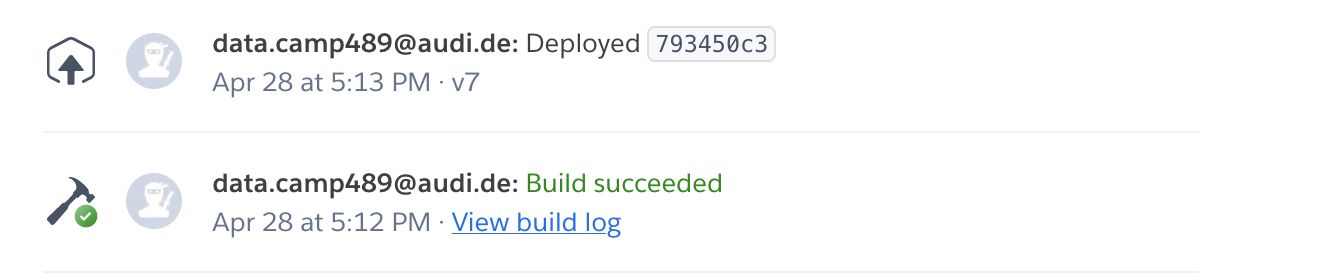 data.camp489@audi.de: Deployed 793450c3
Apr 28 at 5:13 PM · v7
data.camp489@audi.de: Build succeeded
Apr 28 at 5:12 PM · View build log